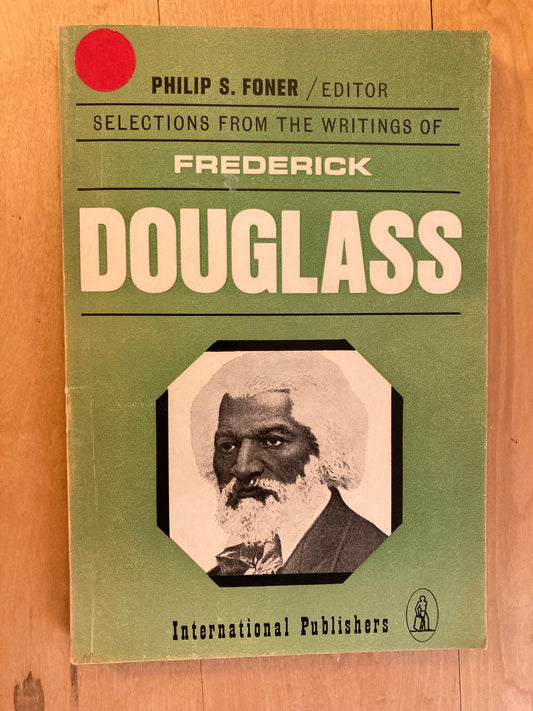 PHILIP S. FONER / EDITOR
SELECTIONS FROM THE WRITINGS OF
FREDERICK
DOUGLASS
International Publishers